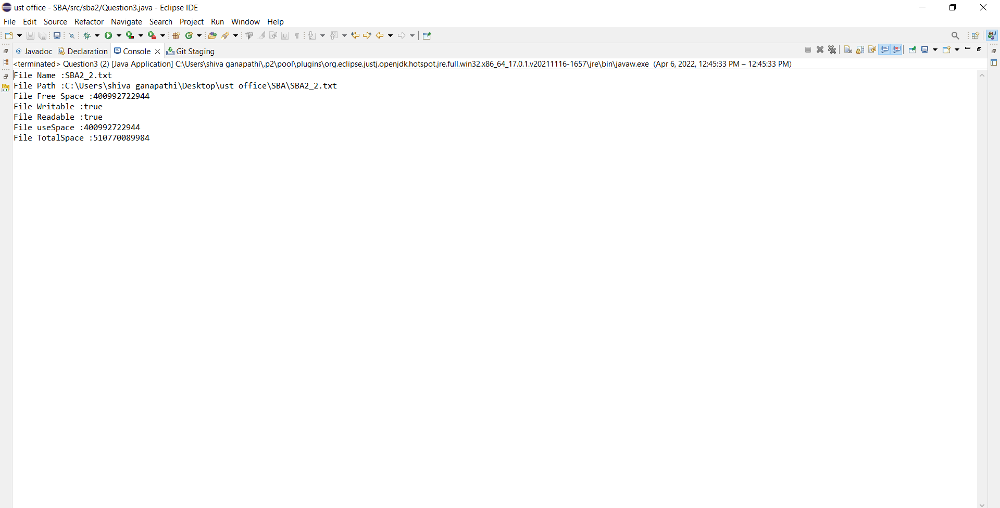 ust office - SBA/src/sba2/Question3.java - Eclipse IDE
File Edit Source Refactor Navigate Search Project Run Window Help
@ Javadoc Declaration Console Git Staging
<terminated> Question3 (2) [Java Application] C:\Users\shiva ganapathi\.p2\pool\plugins\org.eclipse.justj.openjdk.hotspot.jre.full.win32.x86_64_17.0.1.v20211116-1657\jre\bin\javaw.exe (Apr 6, 2022, 12:45:33 PM – 12:45:33 PM)
File Name :SBA2_2.txt
File Path :C:\Users\shiva ganapathi\Desktop\ust office\SBA\SBA2_2.txt
File Free Space :400992722944
File Writable :true
File Readable :true
File useSpace :400992722944
File TotalSpace :510770089984